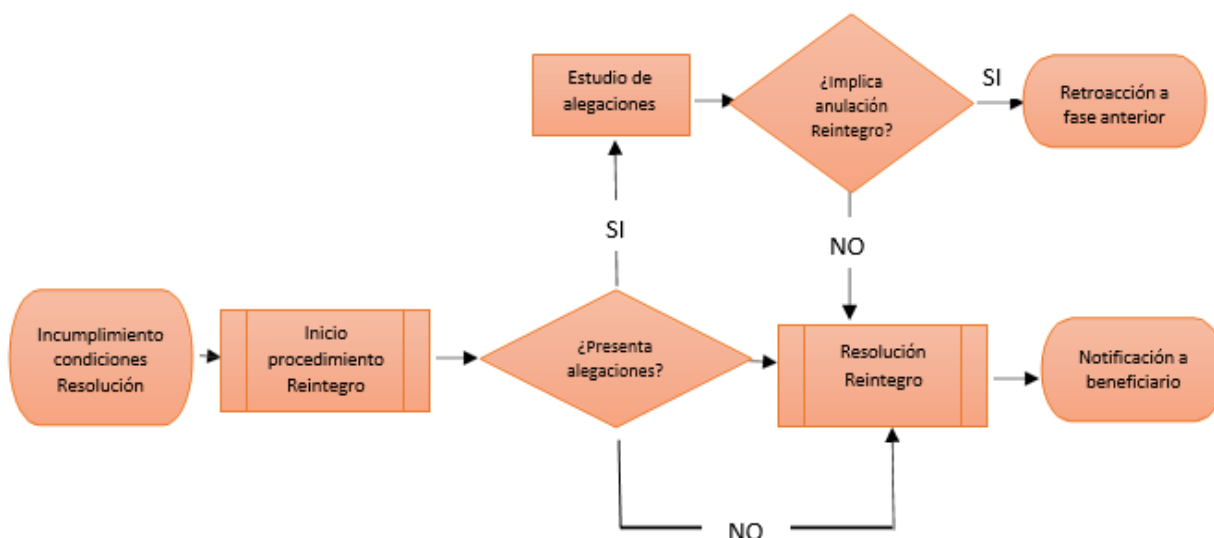 Estudio de
alegaciones
¿Implica
anulación
Reintegro?
SI
Retroacción a
fase anterior
SI
NO
Incumplimiento
condiciones
Resolución
Inicio
procedimiento
Reintegro
¿Presenta
alegaciones?
Resolución
Reintegro
Notificación a
beneficiario
NO